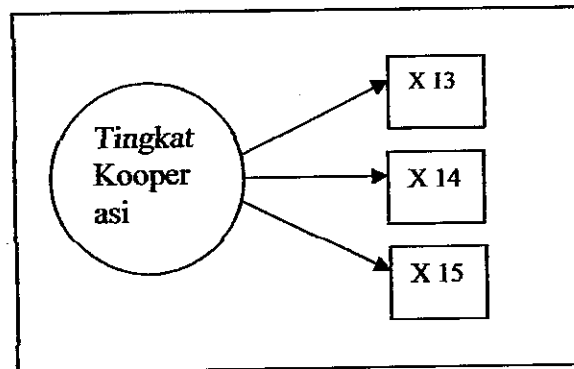 Tingkat
Kooper
asi
X 13
X 14
X 15